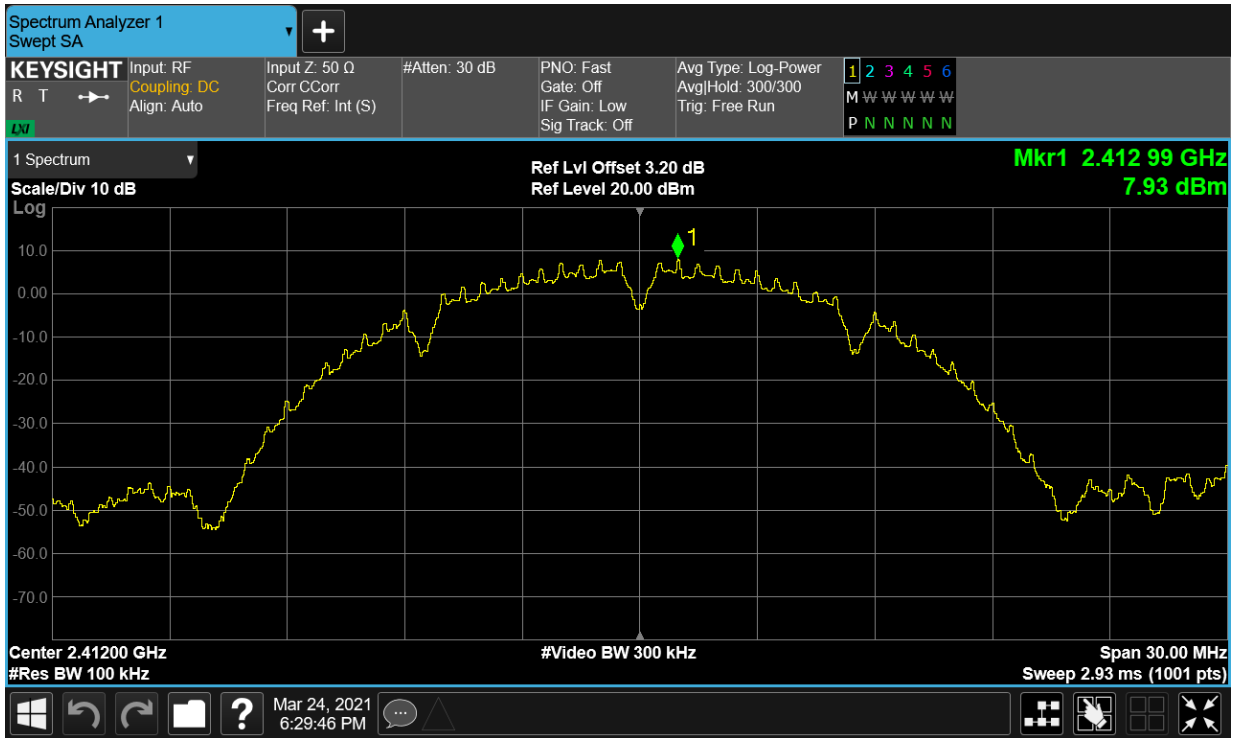 Spectrum Analyzer 1
Swept SA
KEYSIGHT
R T
LXI
Input: RF
Coupling: DC
Align: Auto
Input Z: 50 Ω
Corr CCorr
Freq Ref: Int (S)
#Atten: 30 dB
PNO: Fast
Gate: Off
IF Gain: Low
Sig Track: Off
Avg Type: Log-Power
Avg|Hold: 300/300
Trig: Free Run
1 2 3 4 5 6
M W W W W W
P N N N N N
1 Spectrum
Scale/Div 10 dB
Log
Ref Lvl Offset 3.20 dB
Ref Level 20.00 dBm
Mkr1 2.412 99 GHz
7.93 dBm
1
10.0
0.00
-10.0
-20.0
-30.0
-40.0
-50.0
-60.0
-70.0
Center 2.41200 GHz
#Res BW 100 kHz
#Video BW 300 kHz
Span 30.00 MHz
Sweep 2.93 ms (1001 pts)
?
Mar 24, 2021
6:29:46 PM